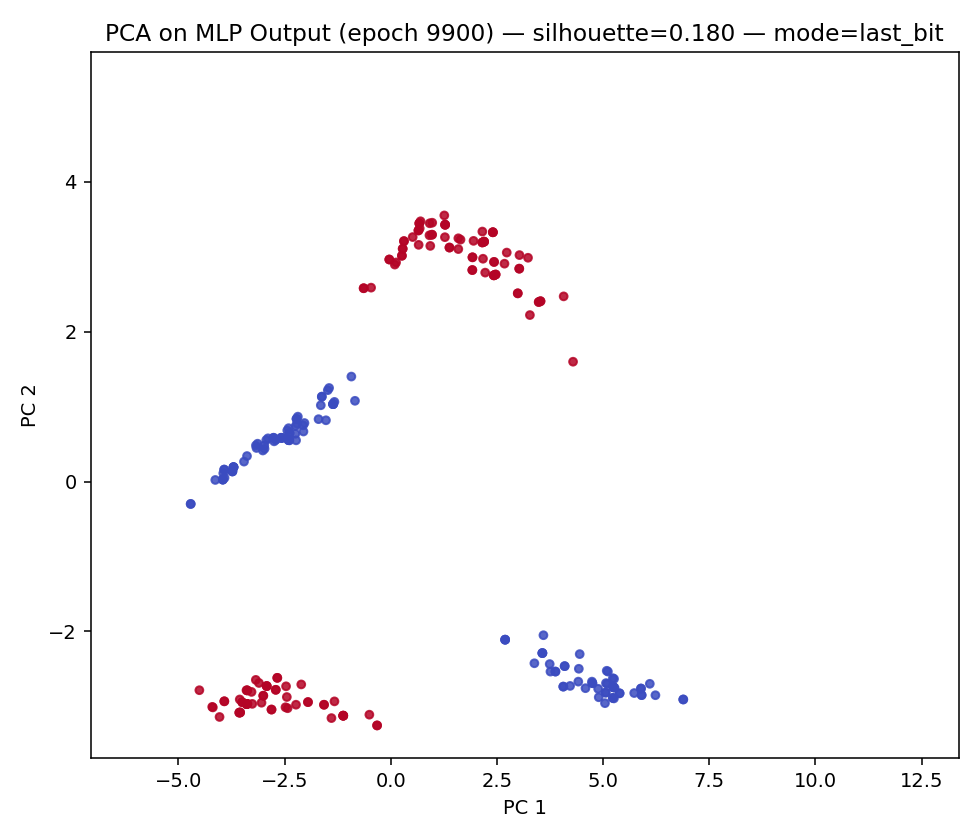 PCA on MLP Output (epoch 9900) — silhouette=0.180 — mode=last_bit
PC 2
4
2
0
−2
−5.0 −2.5 0.0 2.5 5.0 7.5 10.0 12.5
PC 1